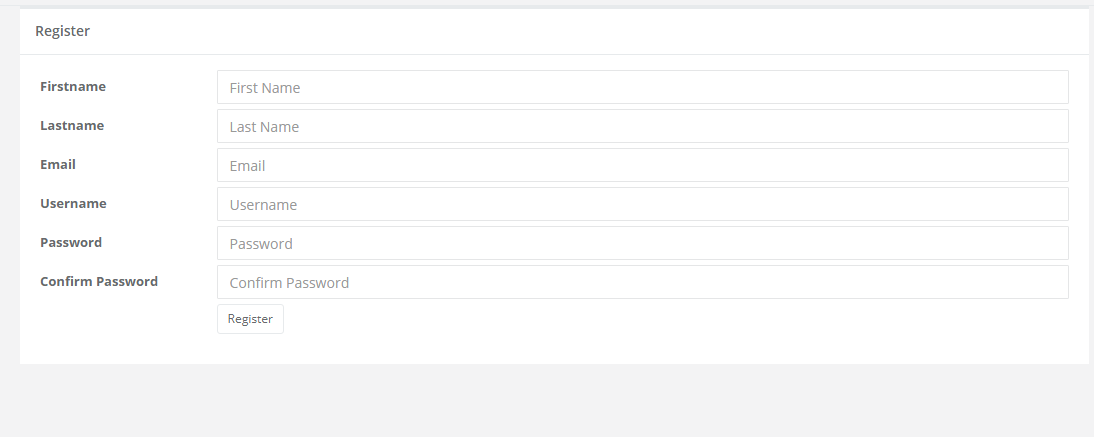 Register
Firstname First Name
Lastname Last Name
Email Email
Username Username
Password Password
Confirm Password Confirm Password
Register